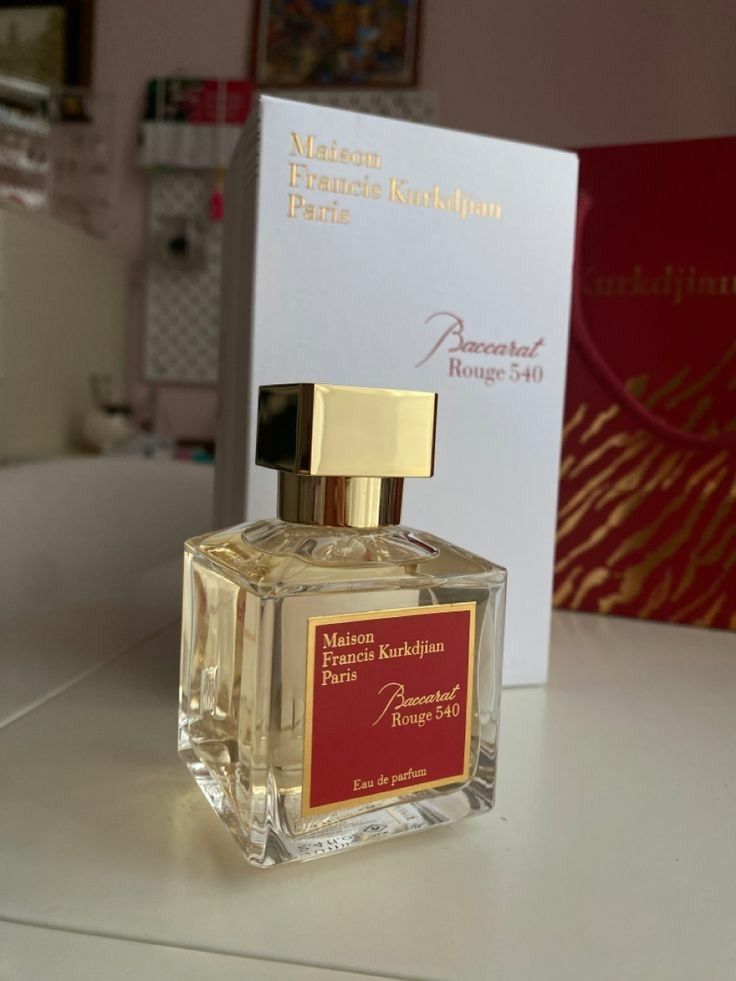 Maison
Francis Kurkdjian
Paris
Baccarat
Rouge 540
Kurkdjian
Maison
Francis Kurkdjian
Paris
Baccarat
Rouge 540
Eau de parfum